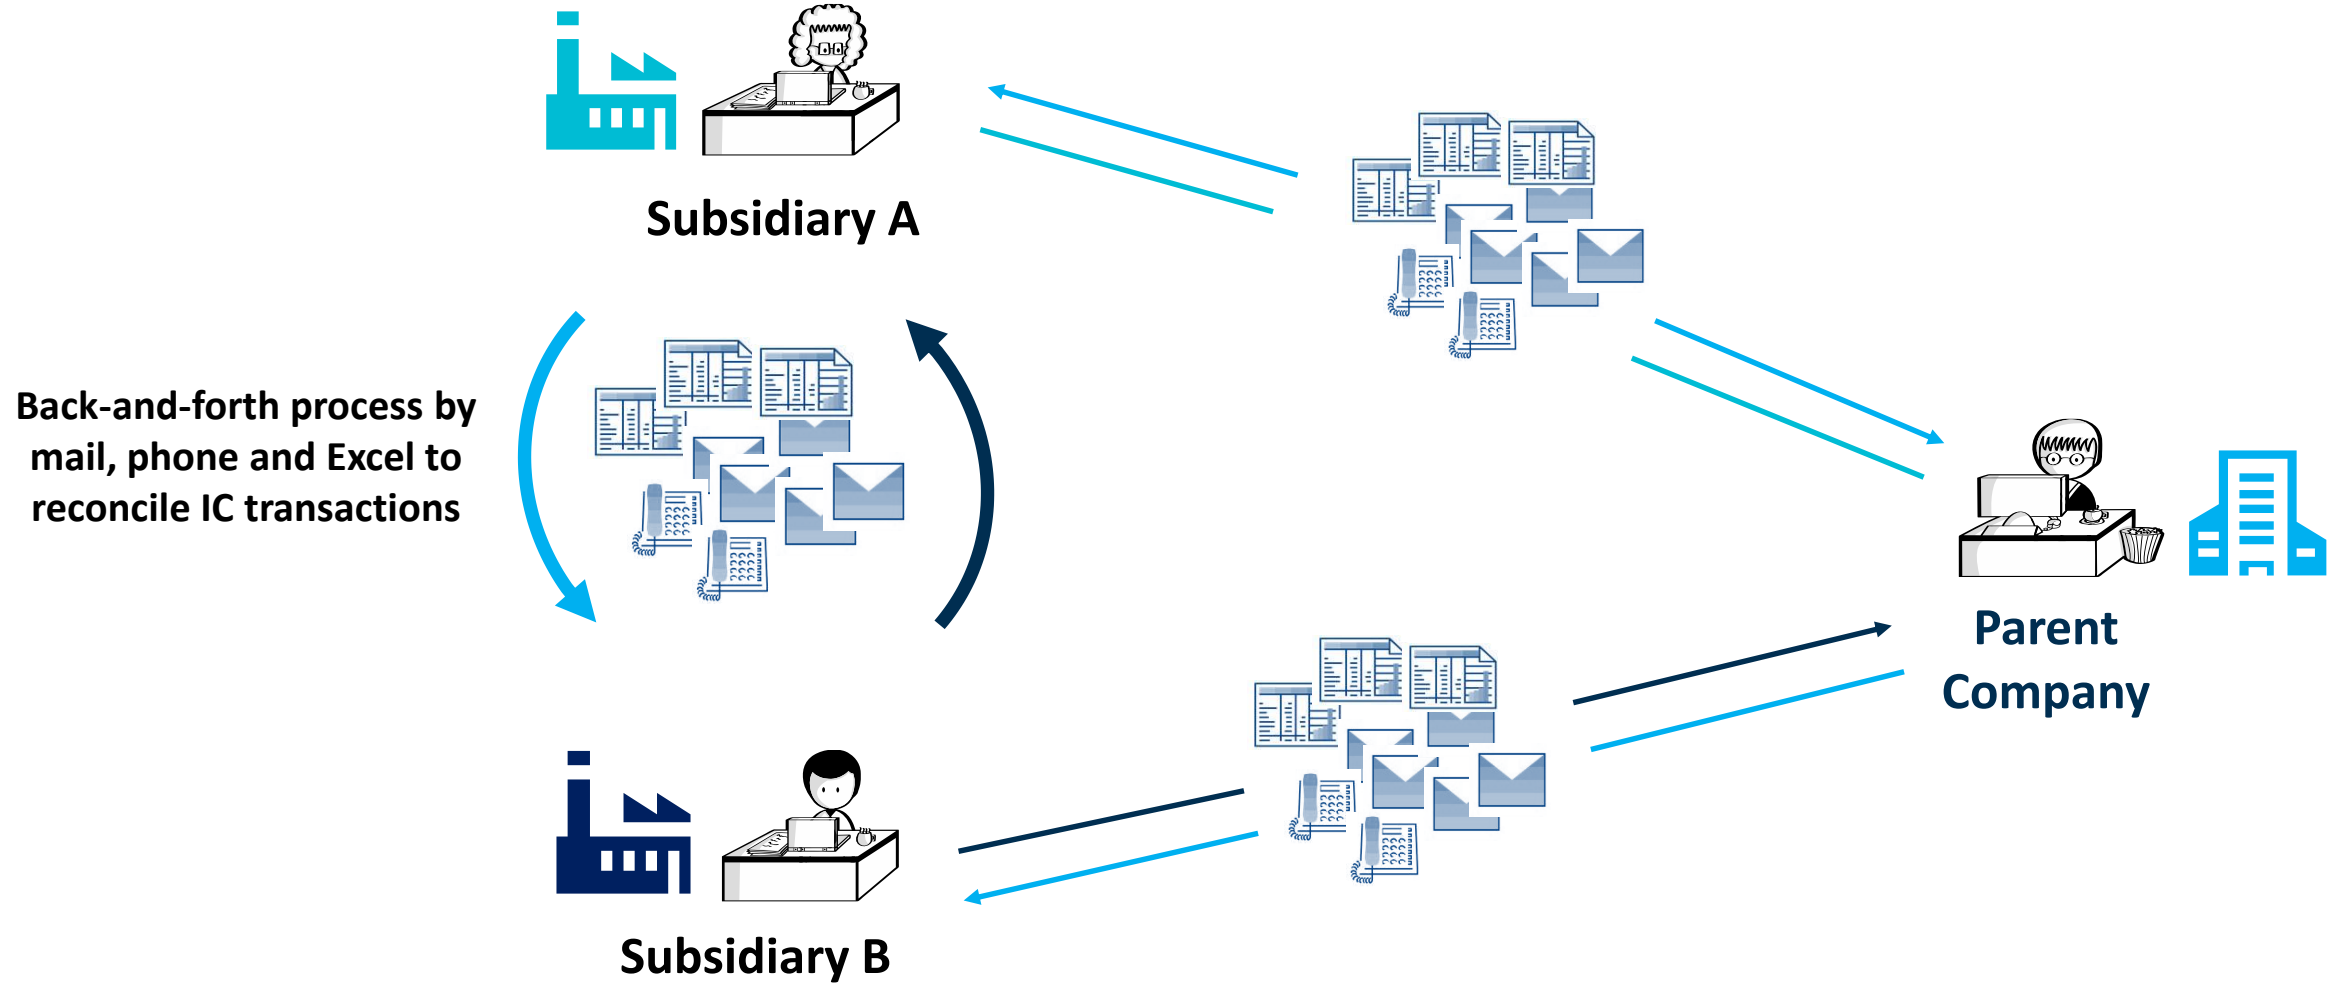 Subsidiary A
Back-and-forth process by
mail, phone and Excel to
reconcile IC transactions
Parent
Company
Subsidiary B